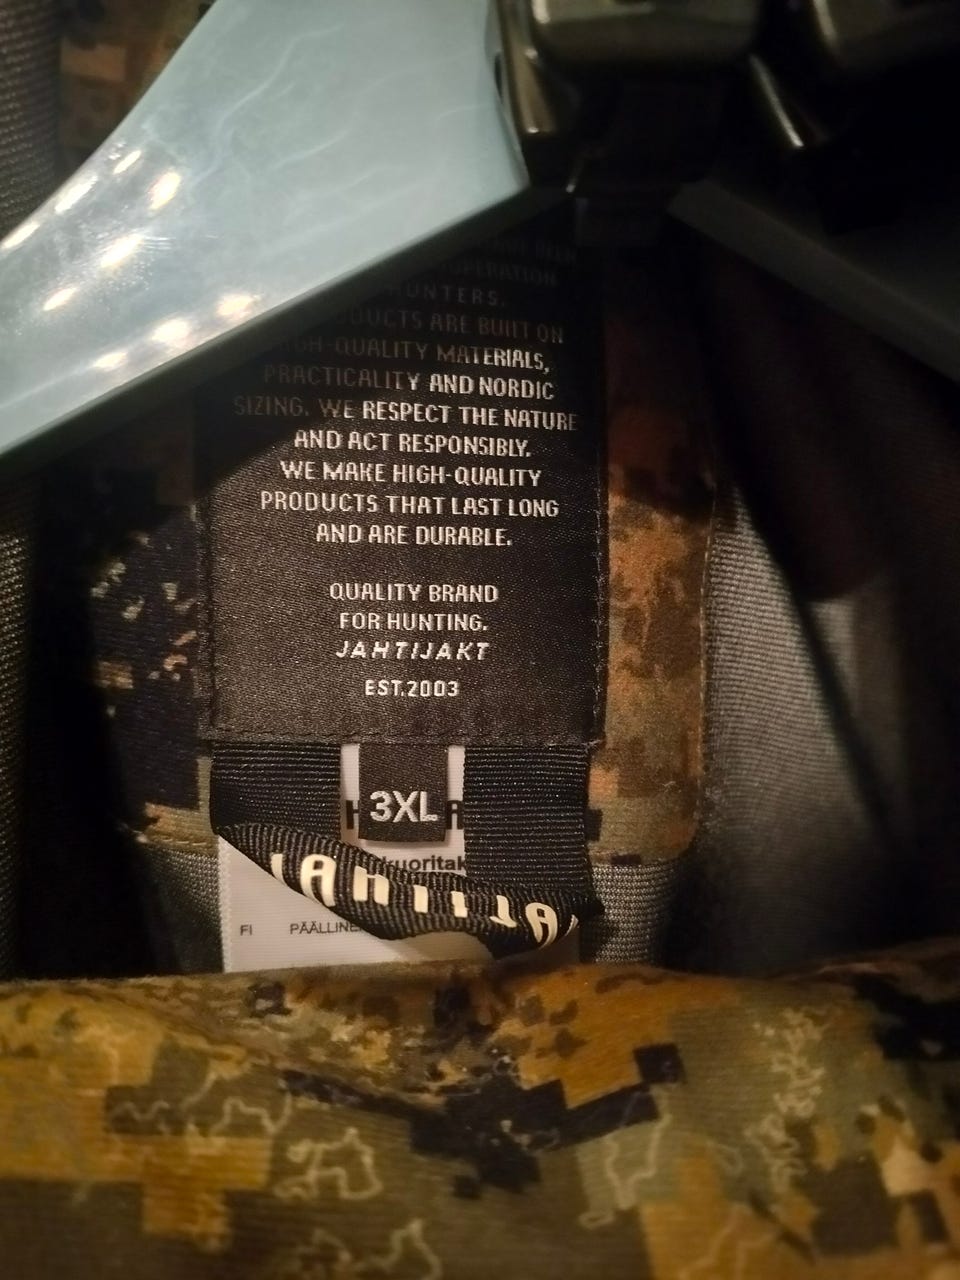 HUNTERS.
PRODUCTS ARE BUILT ON
HIGH-QUALITY MATERIALS,
PRACTICALITY AND NORDIC
SIZING. WE RESPECT THE NATURE
AND ACT RESPONSIBLY.
WE MAKE HIGH-QUALITY
PRODUCTS THAT LAST LONG
AND ARE DURABLE.
QUALITY BRAND
FOR HUNTING.
JAHTIJAKT
EST.2003
3XL
FI